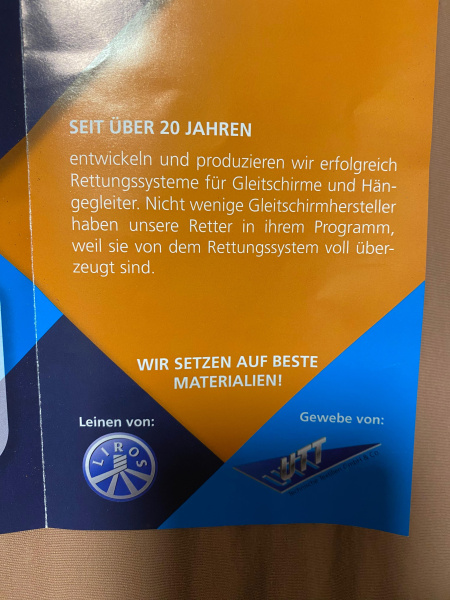 SEIT ÜBER 20 JAHREN
entwickeln und produzieren wir erfolgreich
Rettungssysteme für Gleitschirme und Hän-
gegleiter. Nicht wenige Gleitschirmhersteller
haben unsere Retter in ihrem Programm,
weil sie von dem Rettungssystem voll über-
zeugt sind.
WIR SETZEN AUF BESTE
MATERIALIEN!
Leinen von:
LIROS
Gewebe von:
UTT